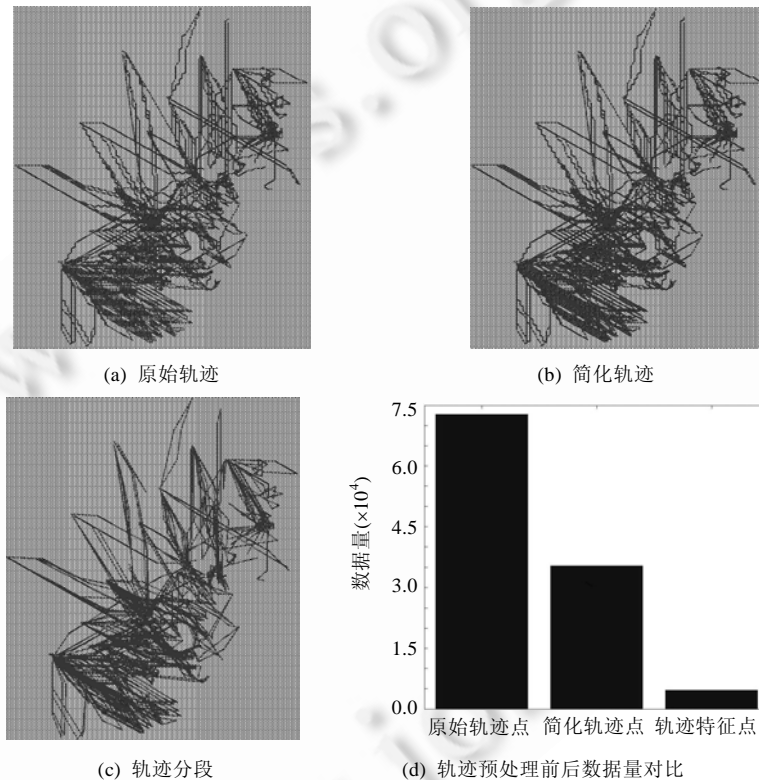 (a) 原始轨迹
(b) 简化轨迹
(c) 轨迹分段
7.5
6.0
4.5
3.0
1.5
0.0
数据量(×10⁴)
原始轨迹点 简化轨迹点 轨迹特征点
(d) 轨迹预处理前后数据量对比